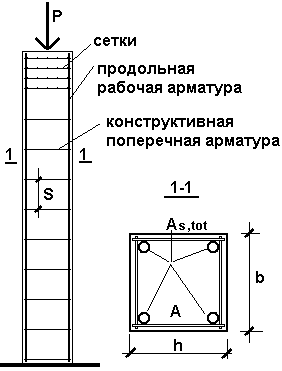 P
сетки
продольная
рабочая арматура
конструктивная
поперечная арматура
1
1
S
1-1
As,tot
A
b
h